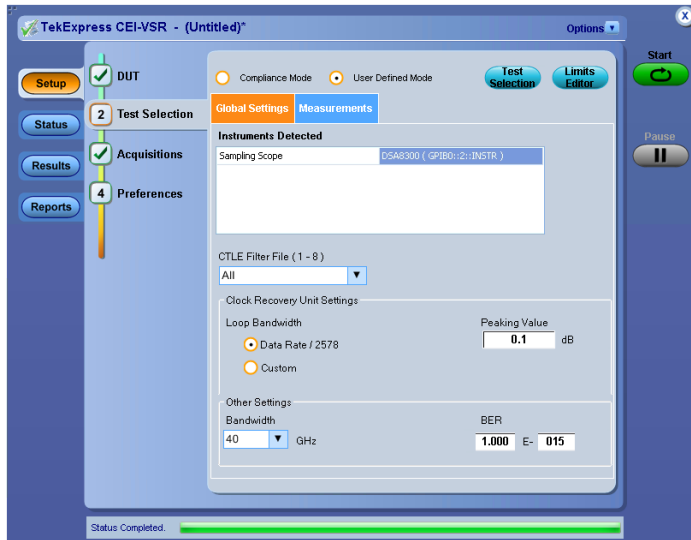 TekExpress CEI-VSR - (Untitled)*
Options
x
Start
Setup
DUT
Compliance Mode
User Defined Mode
Test Selection
Limits Editor
2 Test Selection
Global Settings
Measurements
Status
Instruments Detected
Pause
Acquisitions
Sampling Scope
DSA8300 ( GPIB0::2::INSTR )
Results
4 Preferences
Reports
CTLE Filter File ( 1 - 8 )
All
Clock Recovery Unit Settings
Loop Bandwidth
Peaking Value
Data Rate / 2578
0.1 dB
Custom
Other Settings
Bandwidth
BER
40 GHz
1.000 E- 015
Status Completed.